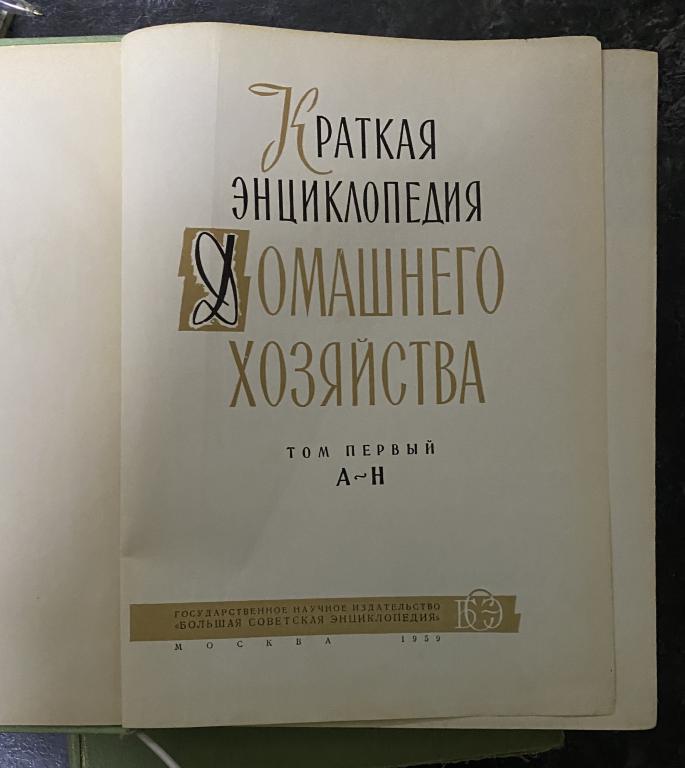 КРАТКАЯ
ЭНЦИКЛОПЕДИЯ
ДОМАШНЕГО
ХОЗЯЙСТВА
ТОМ ПЕРВЫЙ
А~Н
ГОСУДАРСТВЕННОЕ НАУЧНОЕ ИЗДАТЕЛЬСТВО
«БОЛЬШАЯ СОВЕТСКАЯ ЭНЦИКЛОПЕДИЯ»
БСЭ
МОСКВА 1959